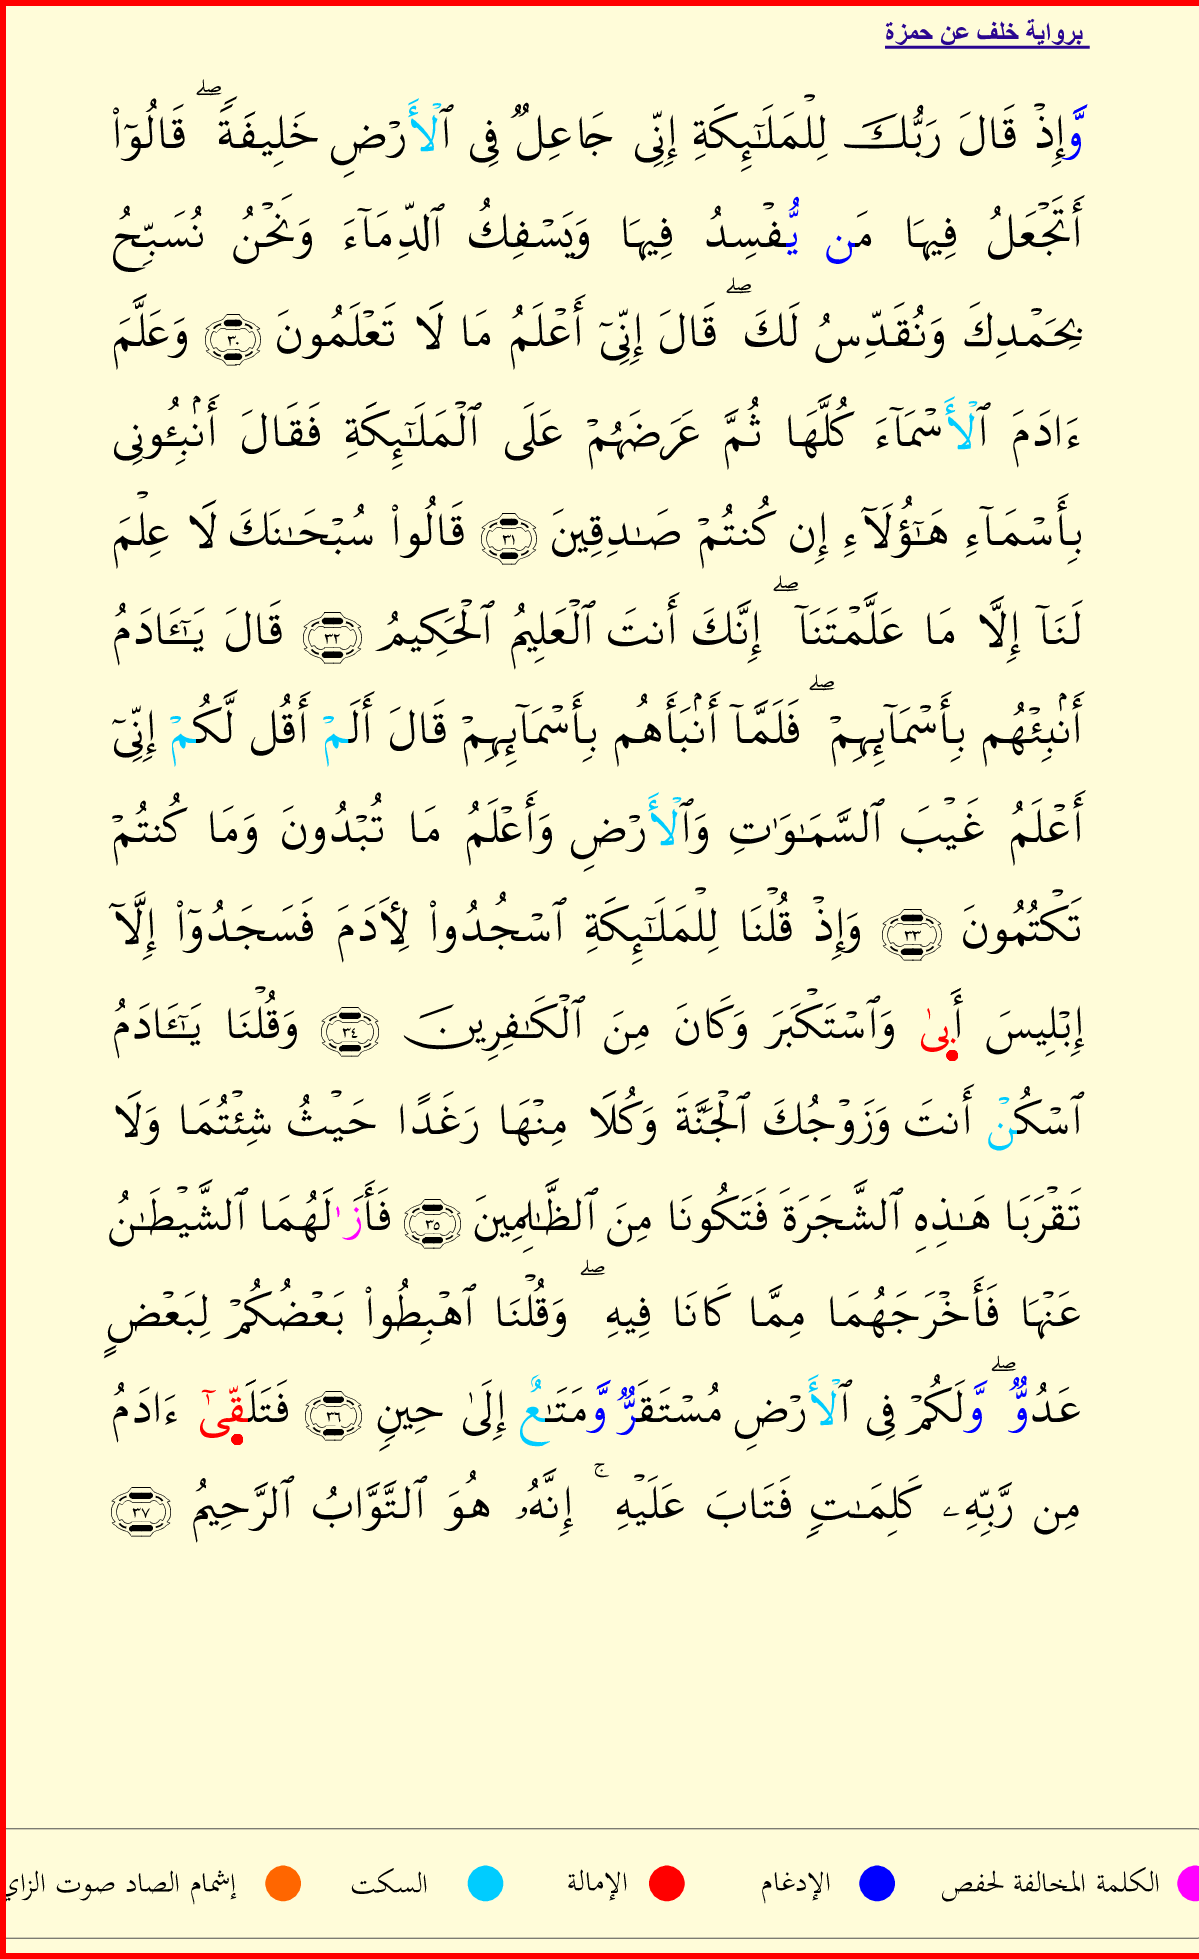 برواية خلف عن حمزة
وَّإِذۡ قَالَ رَبُّكَ لِلۡمَلَٰٓئِكَةِ إِنِّي جَاعِلٞ فِي ٱلۡأَرۡضِ خَلِيفَةٗۖ قَالُوٓاْ
أَتَجۡعَلُ فِيهَا مَن يُّفۡسِدُ فِيهَا وَيَسۡفِكُ ٱلدِّمَآءَ وَنَحۡنُ نُسَبِّحُ
بِحَمۡدِكَ وَنُقَدِّسُ لَكَۖ قَالَ إِنِّيٓ أَعۡلَمُ مَا لَا تَعۡلَمُونَ ٣٠ وَعَلَّمَ
ءَادَمَ ٱلۡأَسۡمَآءَ كُلَّهَا ثُمَّ عَرَضَهُمۡ عَلَى ٱلۡمَلَٰٓئِكَةِ فَقَالَ أَنۢبِـُٔونِي
بِأَسۡمَآءِ هَٰٓؤُلَآءِ إِن كُنتُمۡ صَٰدِقِينَ ٣١ قَالُواْ سُبۡحَٰنَكَ لَا عِلۡمَ
لَنَآ إِلَّا مَا عَلَّمۡتَنَآۖ إِنَّكَ أَنتَ ٱلۡعَلِيمُ ٱلۡحَكِيمُ ٣٢ قَالَ يَٰٓـَٔادَمُ
أَنۢبِئۡهُم بِأَسۡمَآئِهِمۡۖ فَلَمَّآ أَنۢبَأَهُم بِأَسۡمَآئِهِمۡ قَالَ أَلَمۡ أَقُل لَّكُمۡ إِنِّيٓ
أَعۡلَمُ غَيۡبَ ٱلسَّمَٰوَٰتِ وَٱلۡأَرۡضِ وَأَعۡلَمُ مَا تُبۡدُونَ وَمَا كُنتُمۡ
تَكۡتُمُونَ ٣٣ وَإِذۡ قُلۡنَا لِلۡمَلَٰٓئِكَةِ ٱسۡجُدُواْ لِأٓدَمَ فَسَجَدُوٓاْ إِلَّآ
إِبۡلِيسَ أَبىٰ وَٱسۡتَكۡبَرَ وَكَانَ مِنَ ٱلۡكَٰفِرِينَ ٣٤ وَقُلۡنَا يَٰٓـَٔادَمُ
ٱسۡكُنۡ أَنتَ وَزَوۡجُكَ ٱلۡجَنَّةَ وَكُلَا مِنۡهَا رَغَدًا حَيۡثُ شِئۡتُمَا وَلَا
تَقۡرَبَا هَٰذِهِ ٱلشَّجَرَةَ فَتَكُونَا مِنَ ٱلظَّٰلِمِينَ ٣٥ فَأَزَٰلَهُمَا ٱلشَّيۡطَٰنُ
عَنۡهَا فَأَخۡرَجَهُمَا مِمَّا كَانَا فِيهِۖ وَقُلۡنَا ٱهۡبِطُواْ بَعۡضُكُمۡ لِبَعۡضٍ
عَدُوّٞۖ وَّلَكُمۡ فِي ٱلۡأَرۡضِ مُسۡتَقَرّٞ وَّمَتَٰعٌ إِلَىٰ حِينٖ ٣٦ فَتَلَقّىٰٓ ءَادَمُ
مِن رَّبِّهِۦ كَلِمَٰتٖ فَتَابَ عَلَيۡهِۚ إِنَّهُۥ هُوَ ٱلتَّوَّابُ ٱلرَّحِيمُ ٣٧
الكلمة المخالفة لحفص الإدغام الإمالة السكت إشمام الصاد صوت الزاي